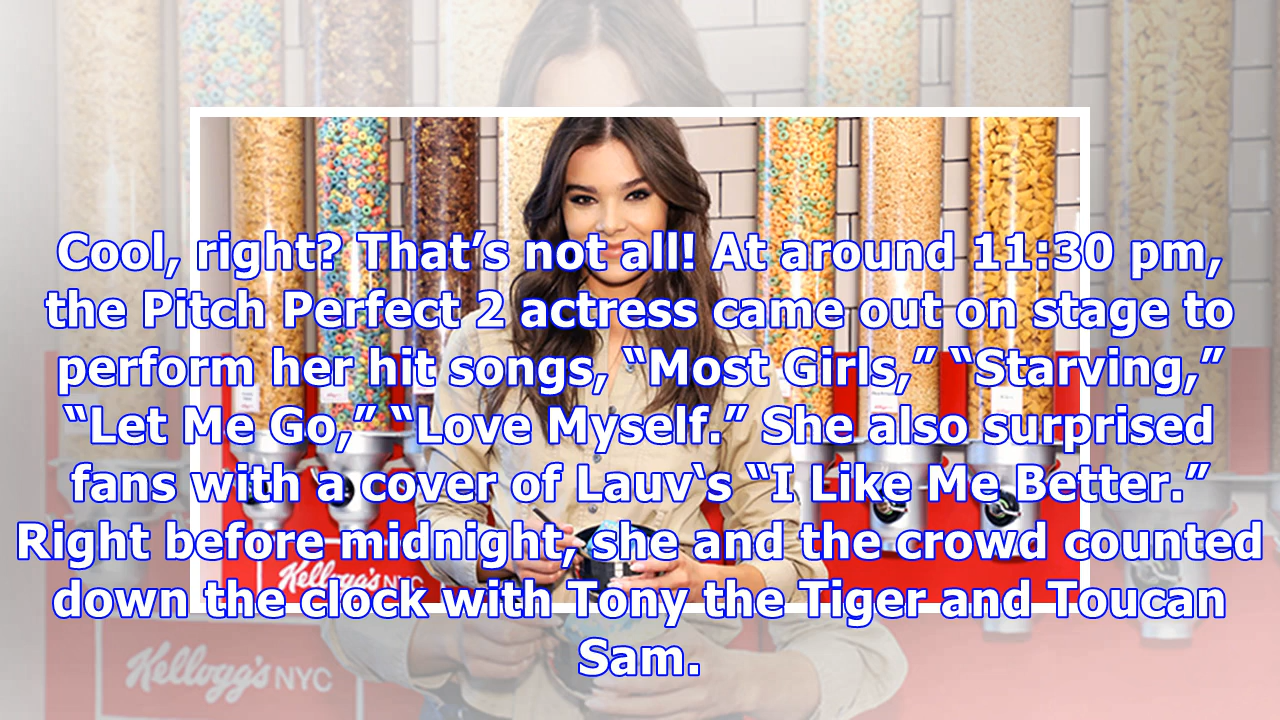 Cool, right? That’s not all! At around 11:30 pm,
the Pitch Perfect 2 actress came out on stage to
perform her hit songs, “Most Girls,” “Starving,”
“Let Me Go,” “Love Myself.” She also surprised
fans with a cover of Lauv‘s “I Like Me Better.”
Right before midnight, she and the crowd counted
down the clock with Tony the Tiger and Toucan
Sam.
Kellogg's NYC
Kellogg's NYC